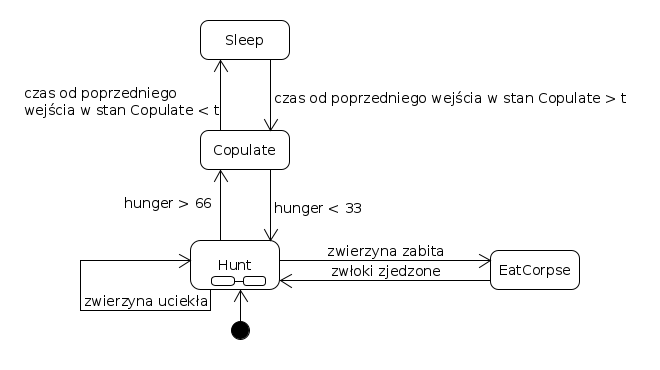 Sleep
czas od poprzedniego
wejścia w stan Copulate < t
czas od poprzedniego wejścia w stan Copulate > t
Copulate
hunger > 66
hunger < 33
Hunt
zwierzyna zabita
zwłoki zjedzone
EatCorpse
zwierzyna uciekła